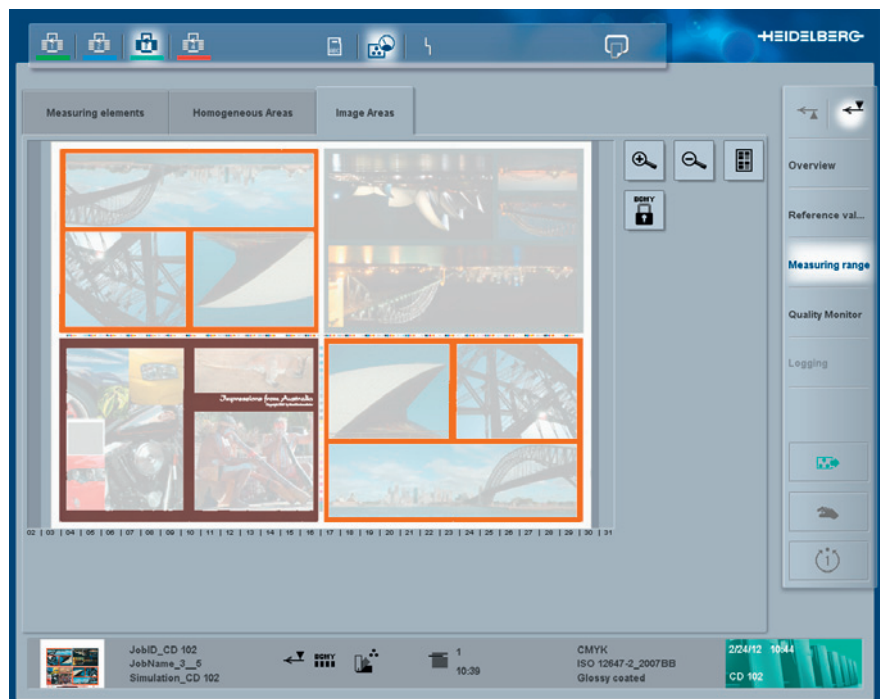 HEIDELBERG
Measuring elements
Homogeneous Areas
Image Areas
Overview
Reference val...
Measuring range
Quality Monitor
Logging
BCMY
Impressions from Australia
02 | 03 | 04 | 05 | 06 | 07 | 08 | 09 | 10 | 11 | 12 | 13 | 14 | 15 | 16 | 17 | 18 | 19 | 20 | 21 | 22 | 23 | 24 | 25 | 26 | 27 | 28 | 29 | 30 | 31
1
JobID_CD 102
JobName_3__5
Simulation_CD 102
BCMY
1
10:39
CMYK
ISO 12647-2_2007BB
Glossy coated
2/24/12 10:44
CD 102